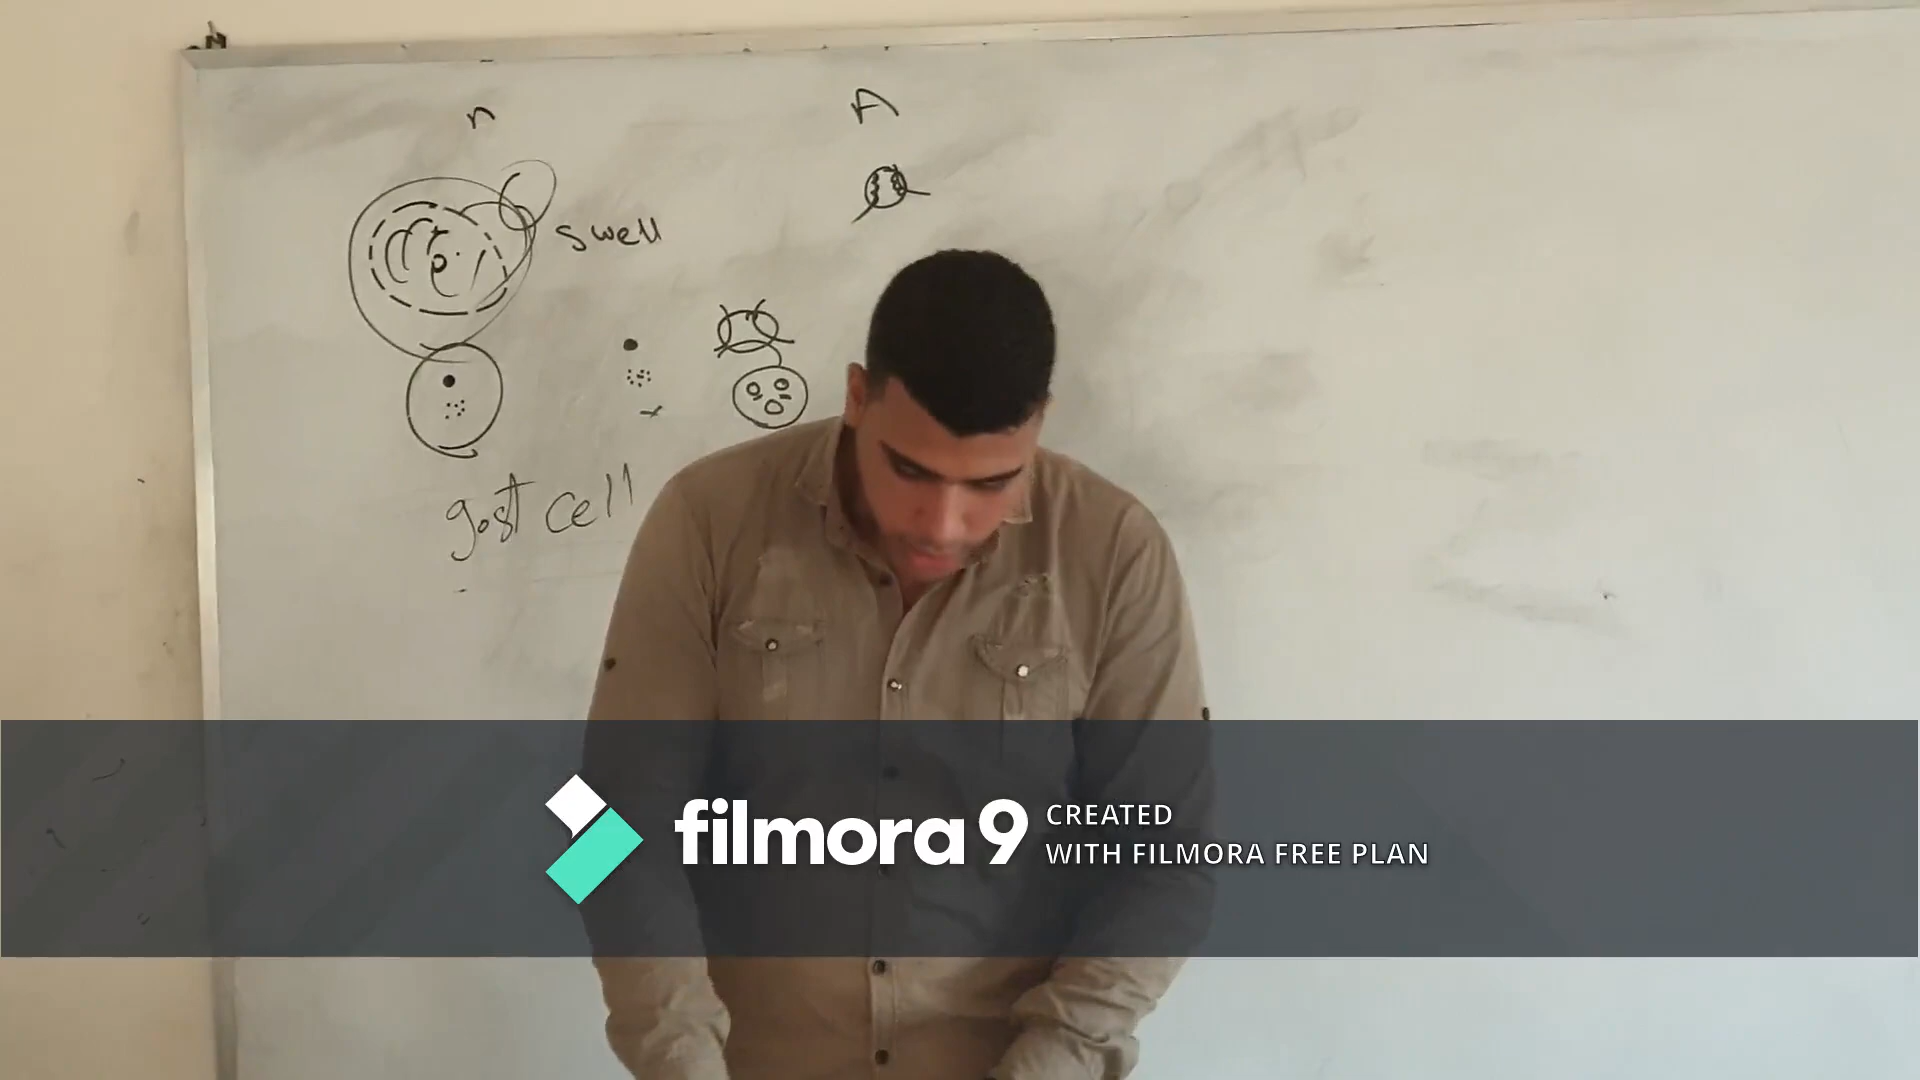 n
A
swell
gost cell
filmora 9
CREATED
WITH FILMORA FREE PLAN